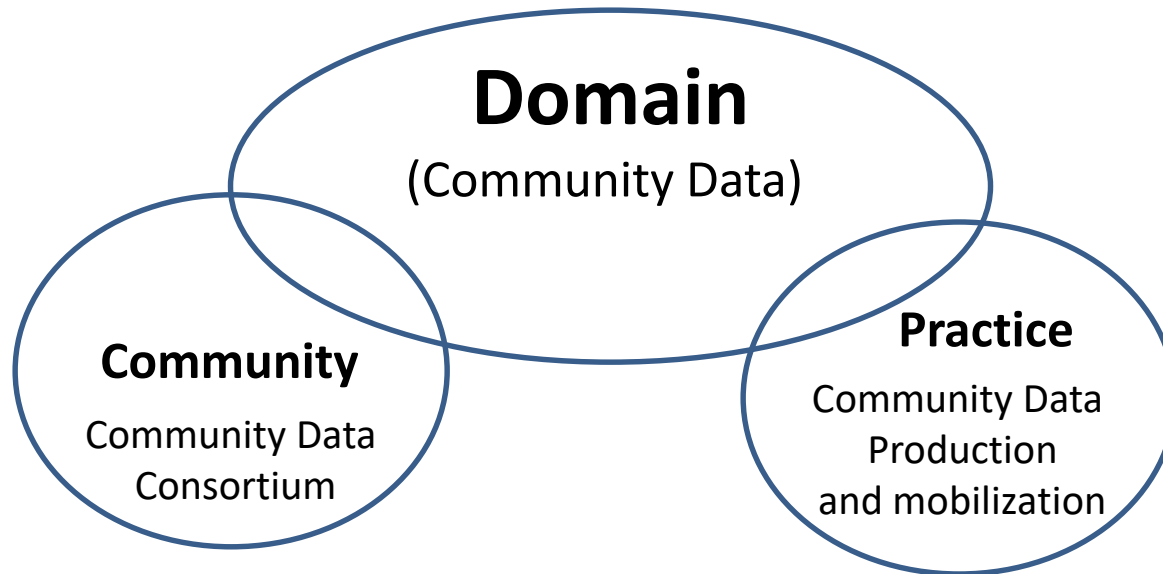 Domain
(Community Data)
Community
Community Data
Consortium
Practice
Community Data
Production
and mobilization